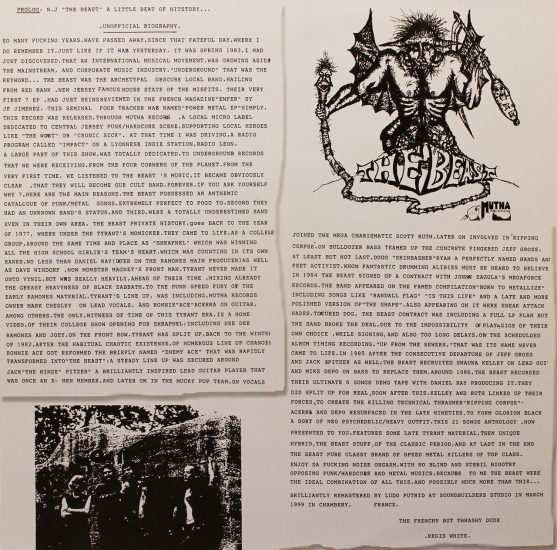 PROLOG: N.J "THE BEAST" A LITTLE BEAT OF HITSTORY...
.UNOFFICIAL BIOGRAPHY.
SO MANY FUCKING YEARS.HAVE PASSED AWAY.SINCE THAT FATEFUL DAY.WHERE I
DO REMEMBER IT.JUST LIKE IF IT WAS YESTERDAY. IT WAS SPRING 1983.I HAD
JUST DISCOVERED.THAT AN INTERNATIONAL MUSICAL MOVEMENT.WAS GROWING ASIDE
THE MAINSTREAM, AND CORPORATE MUSIC INDUSTRY."UNDERGROUND" THAT WAS THE
KEYWORD... THE BEAST WAS THE ARCHETYPAL OBSCURE LOCAL BAND.HAILING
FROM RED BANK .NEW JERSEY FAMOUS HOUSE STATE OF THE MISFITS. THEIR VERY
FIRST 7 EP .HAD JUST BEING REVIEWED IN THE FRENCH MAGAZINE"ENFER" BY
JF JIMENEZ. THIS SEMINAL FOUR TRACKER WAS NAMED"POWER METAL EP"SIMPLY.
THIS RECORD WAS RELEASED.THROUGH MUTHA RECORDS .A LOCAL MICRO LABEL
DEDICATED TO CENTRAL JERSEY PUNK/HARDCORE SCENE.SUPPORTING LOCAL HEROES
LIKE "THE WORST" OR "CRONIC SICK". AT THAT TIME I WAS DRIVING.A RADIO
PROGRAM CALLED "IMPACT" ON A LYONNESE INDIE STATION.RADIO LEON.
A LARGE PART OF THIS SHOW.WAS TOTALLY DEDICATED.TO UNDERGROUND RECORDS
THAT WE WERE RECEIVING.FROM THE FOUR CORNERS OF THE PLANET.FROM THE
VERY FIRST TIME, WE LISTENED TO THE BEAST 'S MUSIC.IT BECAME OBVIOUSLY
CLEAR .THAT THEY WILL BECOME OUR CULT BAND.FOREVER.IF YOU ASK YOURSELF
WHY ?.HERE ARE THE MAIN REASONS.THE BEAST POSSESSED AN ANTHEMIC
CATALLGUE OF PUNK/METAL SONGS.EXTREMELY PERFECT TO POGO TO.SECOND THEY
HAD AN UNKNOWN BAND'S STATUS.AND THIRD.WERE A TOTALLY UNDERESTIMED BAND
EVEN IN THEIR OWN AREA. THE BEAST PRIVATE HISTORY.goes BACK TO THE YEAR
OF 1977. WHERE UNDER THE TYRANT'S MONICKER.THEY CAME TO LIFE.AS A COLLEGE
GROUP.AROUND THE SAME TIME AND PLACE AS "SHRAPNEL" WHICH WAS WINNING
ALL THE HIGH SCHOOL GIRLS'S TEAM'S HEART.WHICH WAS COUNTING IN ITS OWN
RANKS.NO LESS THAN DANIEL RAY(LATER ON THE RAMONES MAIN PRODUCER)AS WELL
AS DAVE WINDORF .NOW MONSTER MAGNET'S FRONT MAN.TYRANT NEVER MADE IT
ONTO VYNIL.BUT WAS REALLY HEAVILY.AHEAD OF THEIR TIME .MIXING ALREADY
THE GREASY HEAVYNESS OF BLACK SABBATH.TO THE PUNK SPEED FURY OF THE
EARLY RAMONES MATERIAL.TYRANT'S LINE UP. WAS INCLUDING.MUTHA RECORDS
OWNER MARK CHESLEY ON LEAD VOCALS. AND RONNIE"ACE"ACERRA ON GUITAR,
AMONG OTHERS.THE ONLY.WITNESS OF THIS TYRANT ERA.IS A HOME
VIDEO.OF THEIR COLLEGE SHOW OPENING FOR SHRAPNEL.INCLUDING DEE DEE
RAMONES AND JOEY.ON THE FRONT ROW.TYRANT HAS SPLIT UP.BACK TO THE WINTER
OF 1982.AFTER THE HABITUAL CHAOTIC EXISTENSE.OF NUMEROUS LINE UP CHANGES
RONNIE ACE GOT REFORMED THE BRIEFLY NAMED "ENEMY ACE" THAT WAS RAPIDLY
TRANSFORMED INTO"THE BEAST".A STEADY LINE UP WAS SECURED AROUND
JACK"THE HINGE" PITZER" A BRILLIANTLY INSPIRED LEAD GUITAR PLAYER THAT
WAS ONCE AN X- MEN MEMBER.AND LATER ON IN THE MUCKY PUP TEAM.ON VOCALS
THE BEAST
MUTHA
JOINED THE MEGA CHARISMATIC SCOTT RUTH.LATER ON INVOLVED IN"RIPPING
CORPSE".ON BULLDOZER BASS TEAMED UP THE CONCRETE FINGERED JEFF GROSS.
AT LEAST BUT NOT LAST.DOUG "SKINDBASTER"RYAN A PERFECTLY NAMED HANDS AND
FEET ACTIVIST.WHOM FANTASTIC DRUMMING ALIBIES MUST BE HEARD TO BELIEVE
IN 1984 THE BEAST SIGNED UP A CONTRACT WITH JOHNNY ZAZULA'S MEGAFORCE
RECORDS.THE BAND APPEARED ON THE FAMED COMPILATION"BORN TO METALLIZE"
INCLUDING SONGS LIKE "RANDALL FLAG" "IS THIS LIFE" AND A LATE AND MORE
POLISHED VERSION OF "THE SHAPE".ALSO APPEARING ON IT WERE SNEAK ATTACK
HADES.TOXURED DOG. THE BEAST CONTRACT WAS INCLUDING A FULL LP PLAN BUT
THE BAND BROKE THE DEAL.DUE TO THE IMPOSSIBILITY OF PLAYING GIGS OF THEIR
OWN CHOICE .WHILE SIGNING.AND ALSO TOO LONG DELAYS.ON THE SCHEDULDED
ALBUM TIMING RECORDING."UP FROM THE SEWERS."THAT WAS ITS NAME NEVER
CAME TO LIFE.IN 1985 AFTER THE CONSECUTIVE DEPARTURE OF JEFF GROSS
AND JACK SPITZER AS WELL.THE BEAST RECRUITED SHAUNA KELLEY ON LEAD GUI
AND MIKE DEFO ON BASS TO REPLACE THEM.AROUND 1986.THE BEAST RECORDED
THEIR ULTIMATE 6 SONGS DEMO TAPE WITH DANIEL RAY PRODUCING IT.THEY
DID SPLIT UP FOR REAL.SOON AFTER THIS.KELLEY AND RUTH LINKED UP THEIR
FORCES.TO CREATE THE KILLING TECHNICAL THRASHER"RIPPING CORPSE".
ACERRA AND DEFO RESURFACED IN THE LATE NINETIES.TO FORM GLORION BLACK
A SORT OF NEO PSYCHEDELIC/HEAVY OUTFIT.THIS 21 SONGS ANTHOLOGY .NOW
PRESENTED TO YOU.FEATURES SOME LATE TYRANT MATERIAL.THEN UNIQUE
HYBRID.THE BEAST STUFF.OF THE CLASSIC PERIOD.AND AT LAST IN THE END
THE BEAST PURE CLASSY BRAND OF SPEED METAL KILLERS OF TOP CLASS.
ENJOY DA FUCKING NOISE ORGASM.WITH NO BLIND AND STERIL BIGOTRY
OPPOSING PUNK/HARDCORE AND METAL MUSICS.BECAUSE TO ME THE BEAST WERE
THE IDEAL COMBINATION OF ALL THIS.AND POSSIBLY MUCH MORE THAN THIS...
BRILLIANTLY REMASTERD BY LUDO PUTRID AT SOUNDBUILDERS STUDIO IN MARCH
1999 IN CHAMBERY. FRANCE.
THE FRENCHY BUT THRASHY DUDE
.REGIS WHITE.